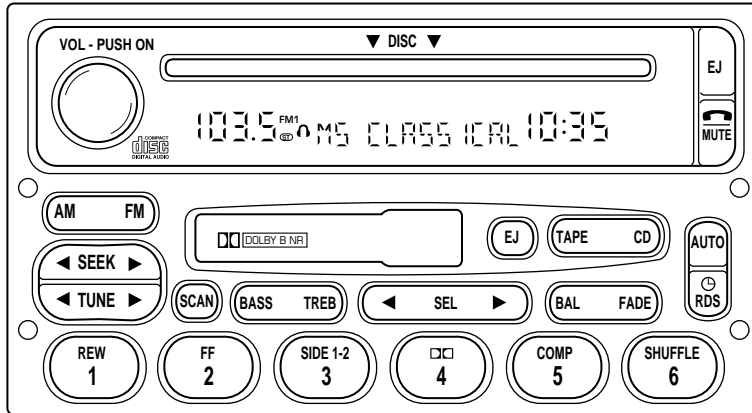 VOL - PUSH ON
▼ DISC ▼
EJ
103.5 FM1 ST MS CLASSICAL 10:35
COMPACT
disc
DIGITAL AUDIO
MUTE
AM FM
DOLBY B NR
EJ
TAPE CD
AUTO
◄ SEEK ►
◄ TUNE ►
SCAN
BASS TREB
◄ SEL ►
BAL FADE
RDS
REW
1
FF
2
SIDE 1-2
3
4
COMP
5
SHUFFLE
6